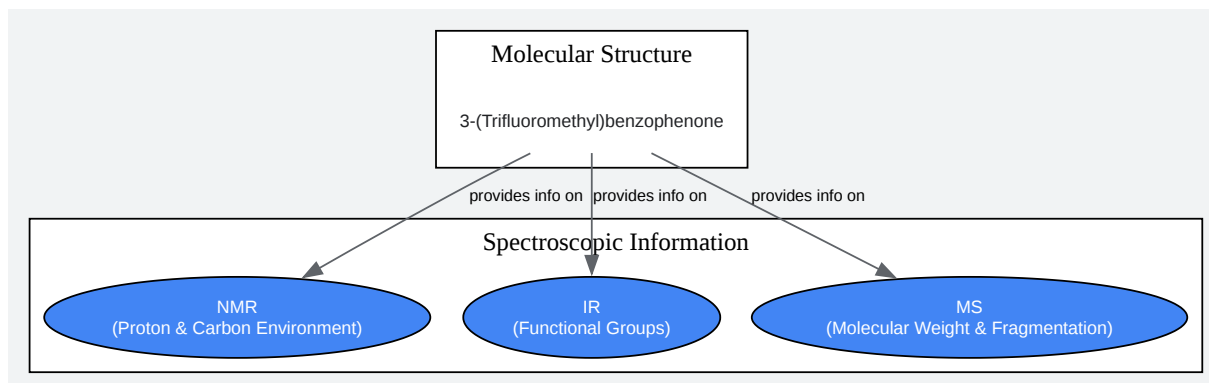 Molecular Structure
3-(Trifluoromethyl)benzophenone
provides info on
provides info on
provides info on
Spectroscopic Information
NMR
(Proton & Carbon Environment)
IR
(Functional Groups)
MS
(Molecular Weight & Fragmentation)